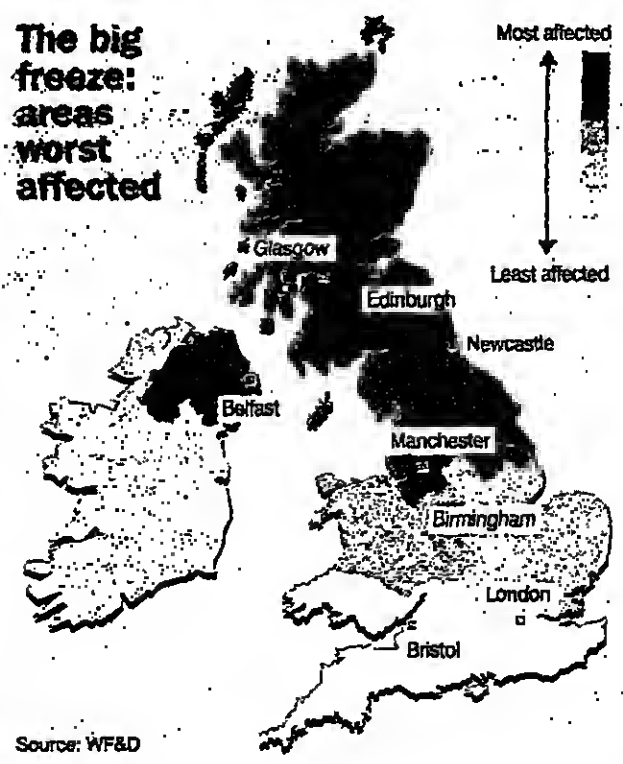 The big
freeze:
areas
worst
affected
Most affected
Least affected
Glasgow
Edinburgh
Newcastle
Belfast
Manchester
Birmingham
London
Bristol
Source: WF&D